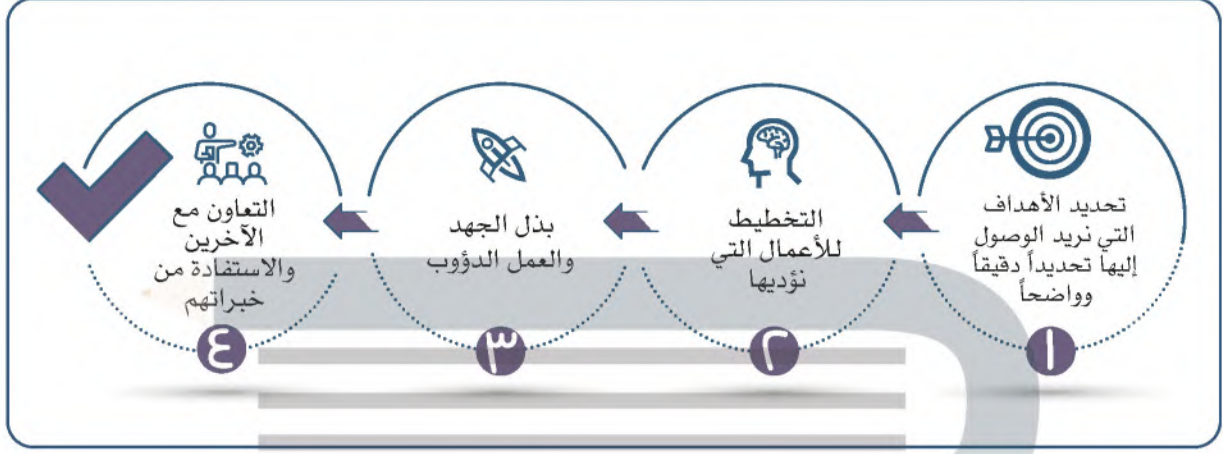 تحديد الأهداف
التي نريد الوصول
إليها تحديداً دقيقاً
وواضحاً
١
التخطيط
للأعمال التي
نؤديها
٢
بذل الجهد
والعمل الدؤوب
٣
التعاون مع
الآخرين
والاستفادة من
خبراتهم
٤